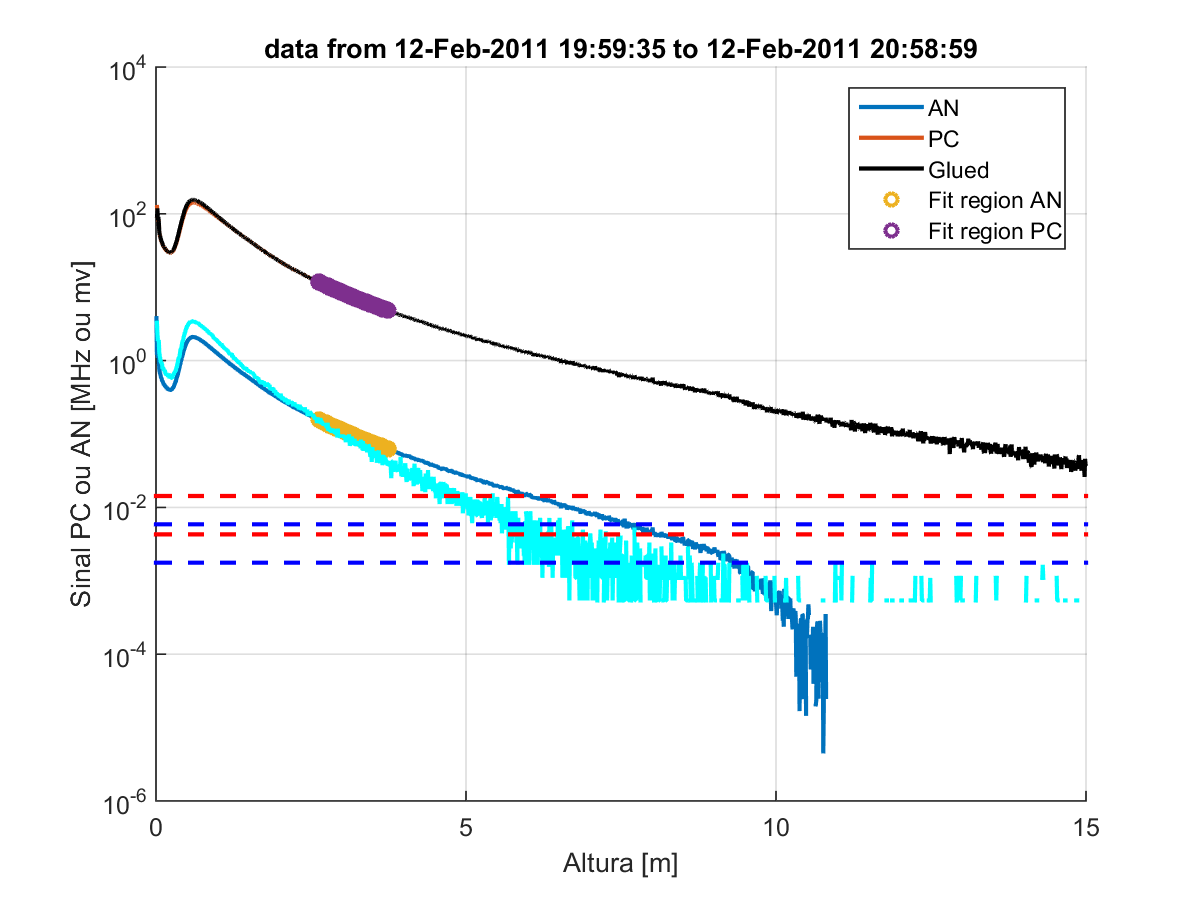 data from 12-Feb-2011 19:59:35 to 12-Feb-2011 20:58:59
10^4
10^2
10^0
10^-2
10^-4
10^-6
Sinal PC ou AN [MHz ou mv]
AN
PC
Glued
Fit region AN
Fit region PC
0
5
10
15
Altura [m]